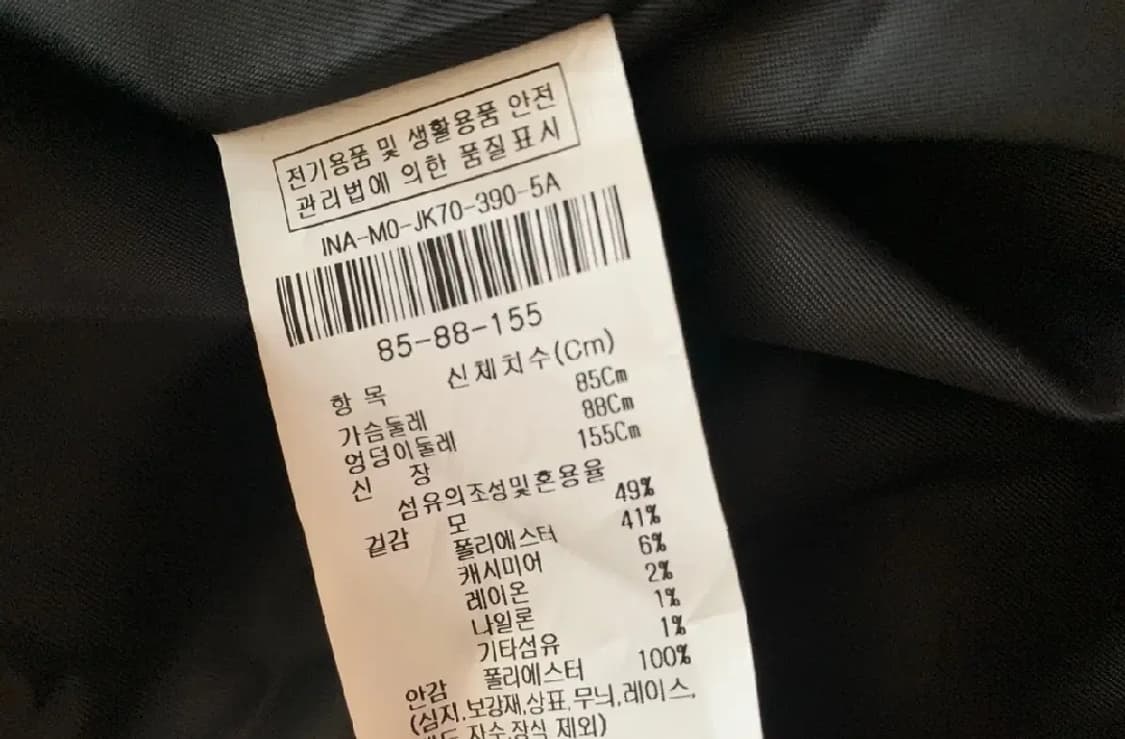 전기용품 및 생활용품 안전
관리법에 의한 품질표시
INA-M0-JK70-390-5A
85-88-155
항 목 신체치수(Cm)
가슴둘레 85Cm
엉덩이둘레 88Cm
신 장 155Cm
섬유의조성및혼용율
겉감 모 49%
폴리에스터 41%
캐시미어 6%
레이온 2%
나일론 1%
기타섬유 1%
안감 폴리에스터 100%
(심지,보강재,상표,무늬,레이스,
자수,장식 제외)